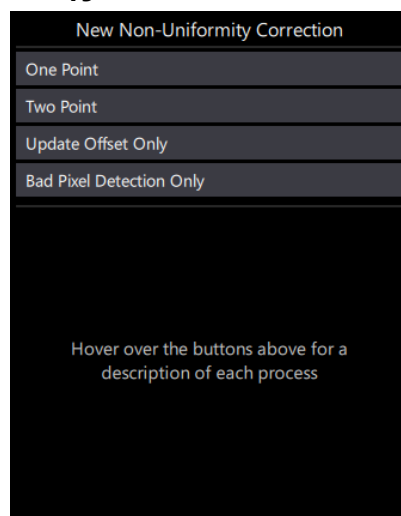 New Non-Uniformity Correction
One Point
Two Point
Update Offset Only
Bad Pixel Detection Only
Hover over the buttons above for a
description of each process